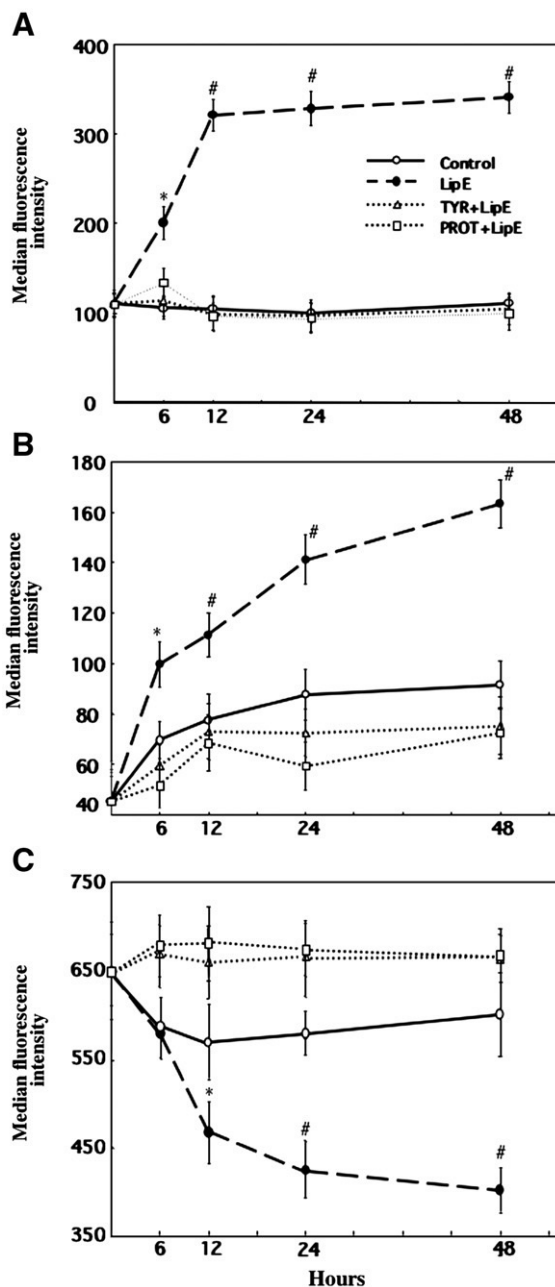 A
400
300
200
100
0
Median fluorescence
intensity
*
#
#
#
Control
LipE
TYR+LipE
PROT+LipE
6
12
24
48
B
180
160
140
120
100
80
60
40
Median fluorescence
intensity
*
#
#
#
6
12
24
48
C
750
650
550
450
350
Median fluorescence
intensity
*
#
#
6
12
24
48
Hours